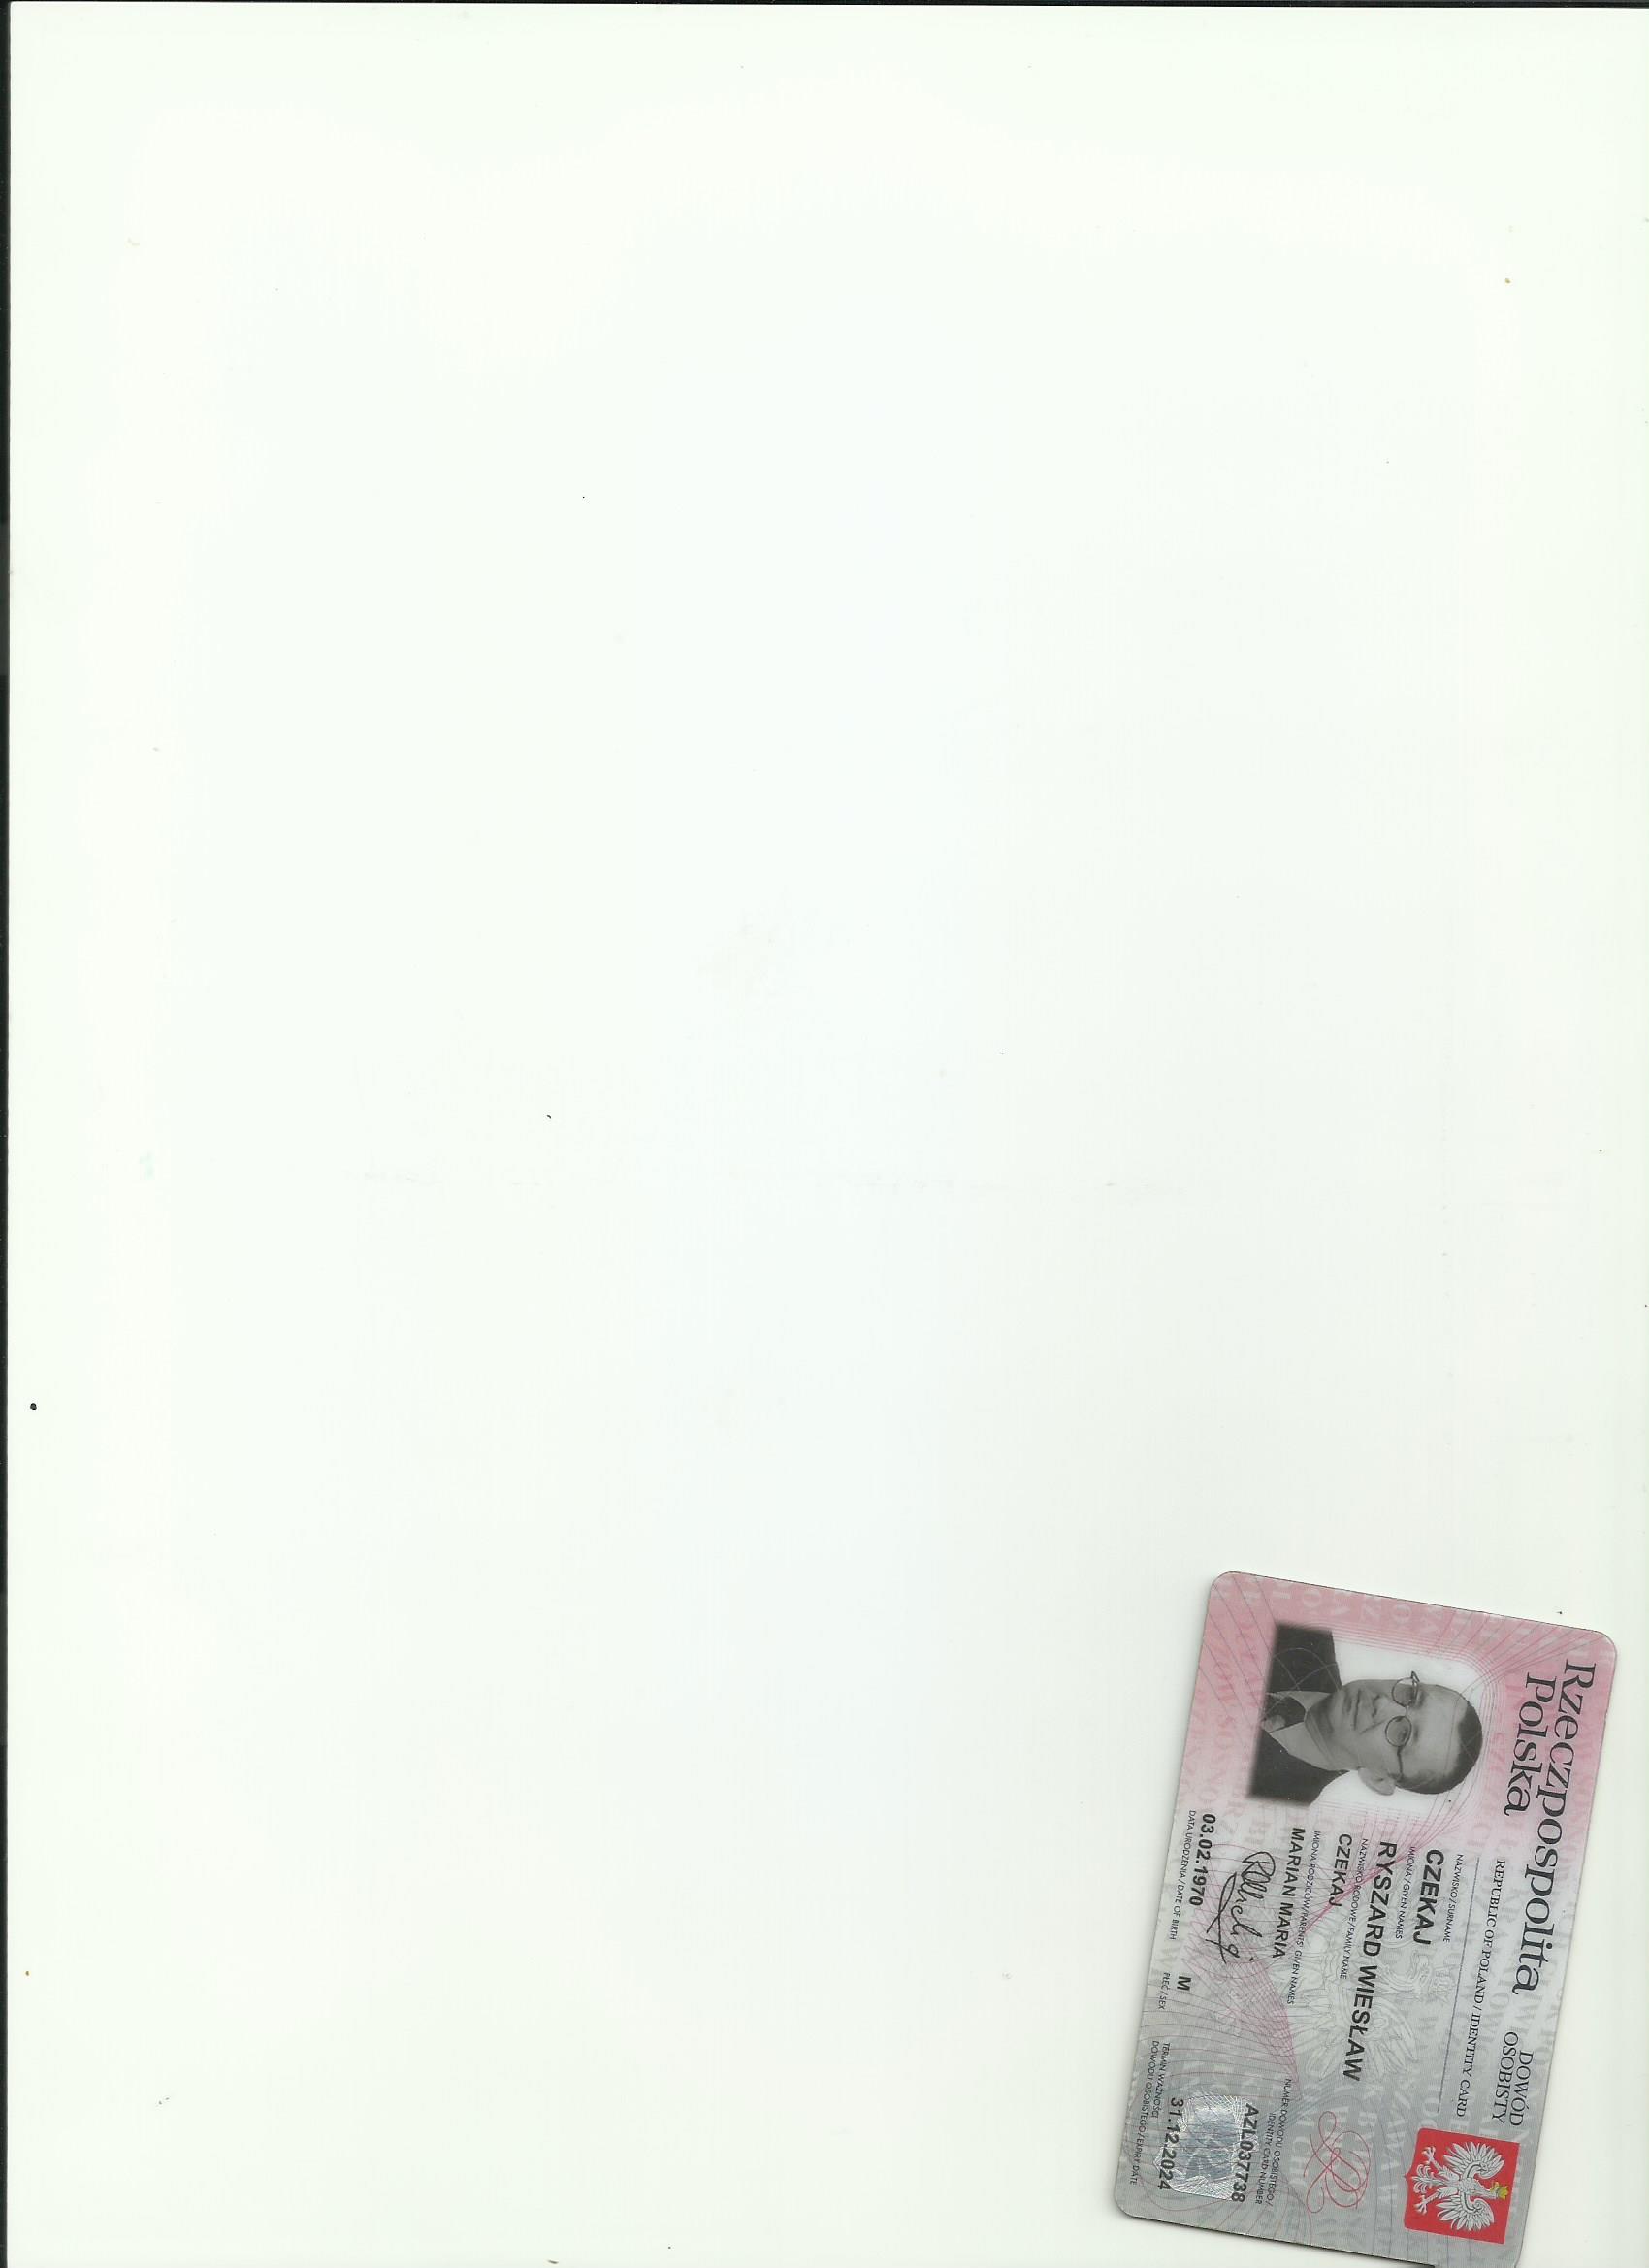 Rzeczpospolita
Polska
DOWÓD
OSOBISTY
REPUBLIC OF POLAND / IDENTITY CARD
NAZWISKO / SURNAME
CZEKAJ
IMIONA / GIVEN NAMES
RYSZARD WIESŁAW
NAZWISKO RODOWE / FAMILY NAME
CZEKAJ
IMIONA RODZICÓW / PARENTS' GIVEN NAMES
MARIAN MARIA
NUMER DOWODU OSOBISTEGO /
IDENTITY CARD NUMBER
AZL037738
03.02.1970
DATA URODZENIA / DATE OF BIRTH
M
PŁEĆ / SEX
TERMIN WAŻNOŚCI
DOWODU OSOBISTEGO / EXPIRY DATE
31.12.2024